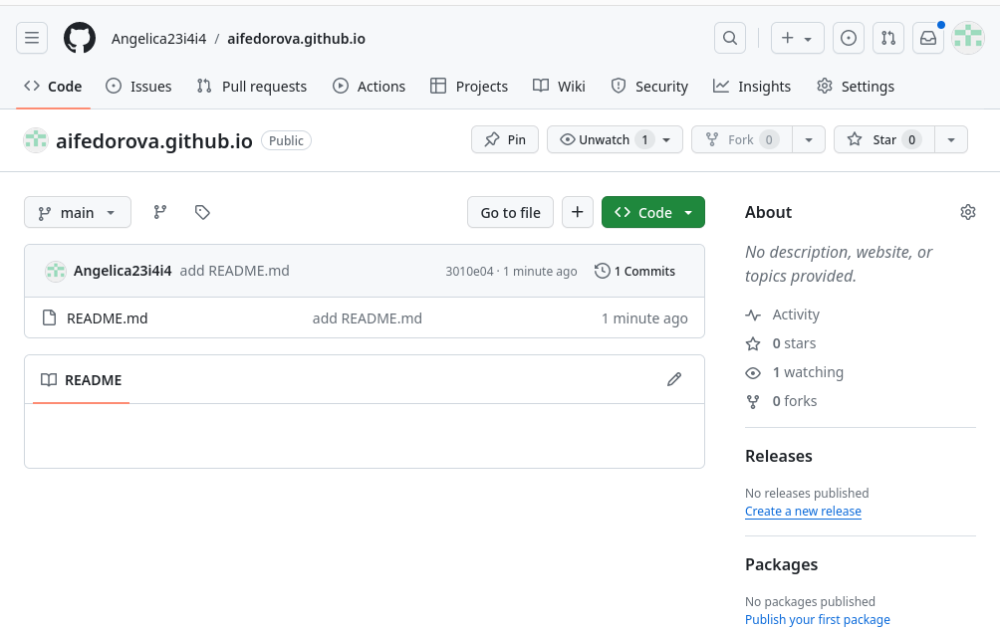 Angelica23i4i4 / aifedorova.github.io
Code Issues Pull requests Actions Projects Wiki Security Insights Settings
aifedorova.github.io Public Pin Unwatch 1 Fork 0 Star 0
main Go to file + Code
Angelica23i4i4 add README.md 3010e04 · 1 minute ago 1 Commits
README.md add README.md 1 minute ago
README
About
No description, website, or
topics provided.
Activity
0 stars
1 watching
0 forks
Releases
No releases published
Create a new release
Packages
No packages published
Publish your first package